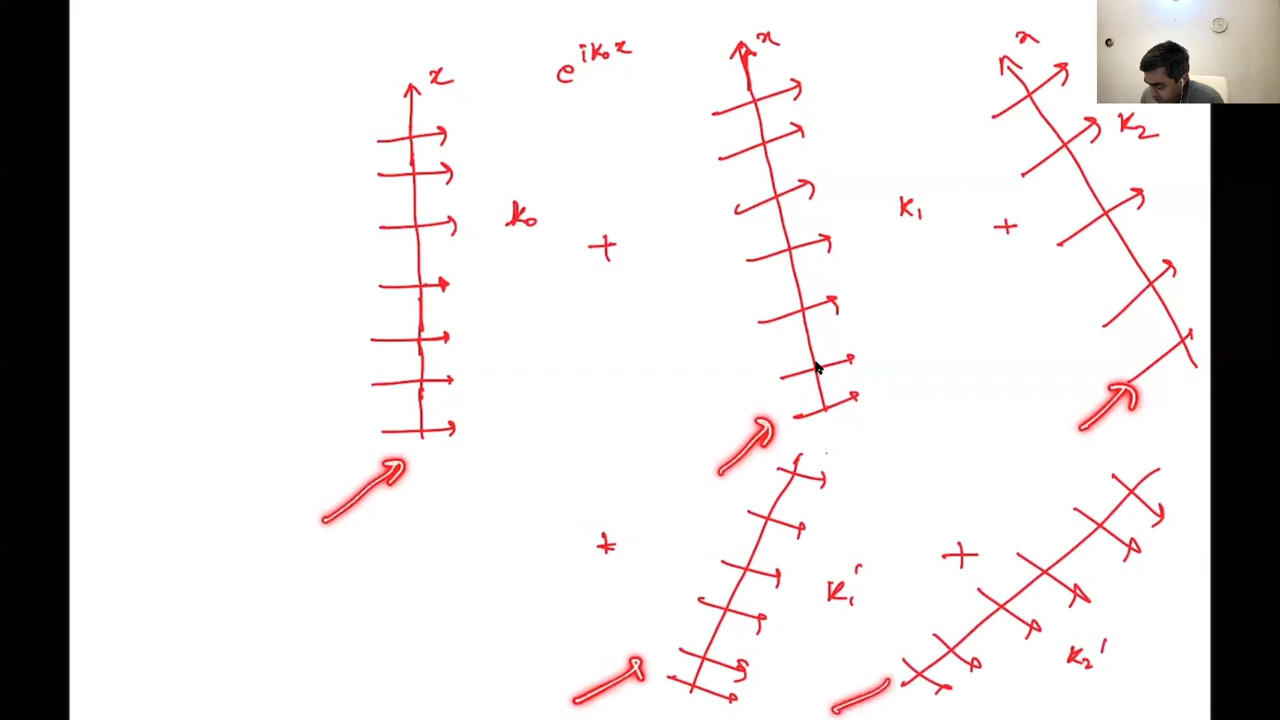 x
e^{ik₀x}
x
x
k₀
+
k₁
+
k₂
+
k₁'
+
k₂'